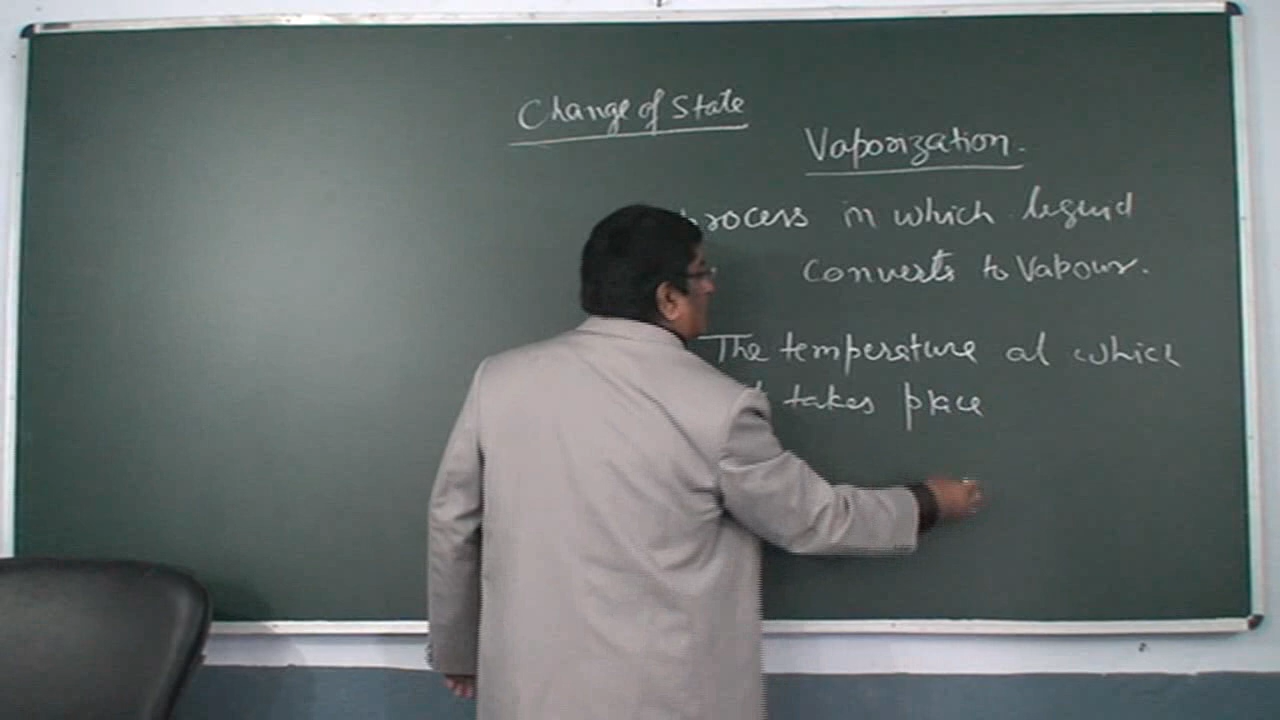 Change of State
Vaporization.
process in which liquid
converts to Vapour.
The temperature at which
takes place